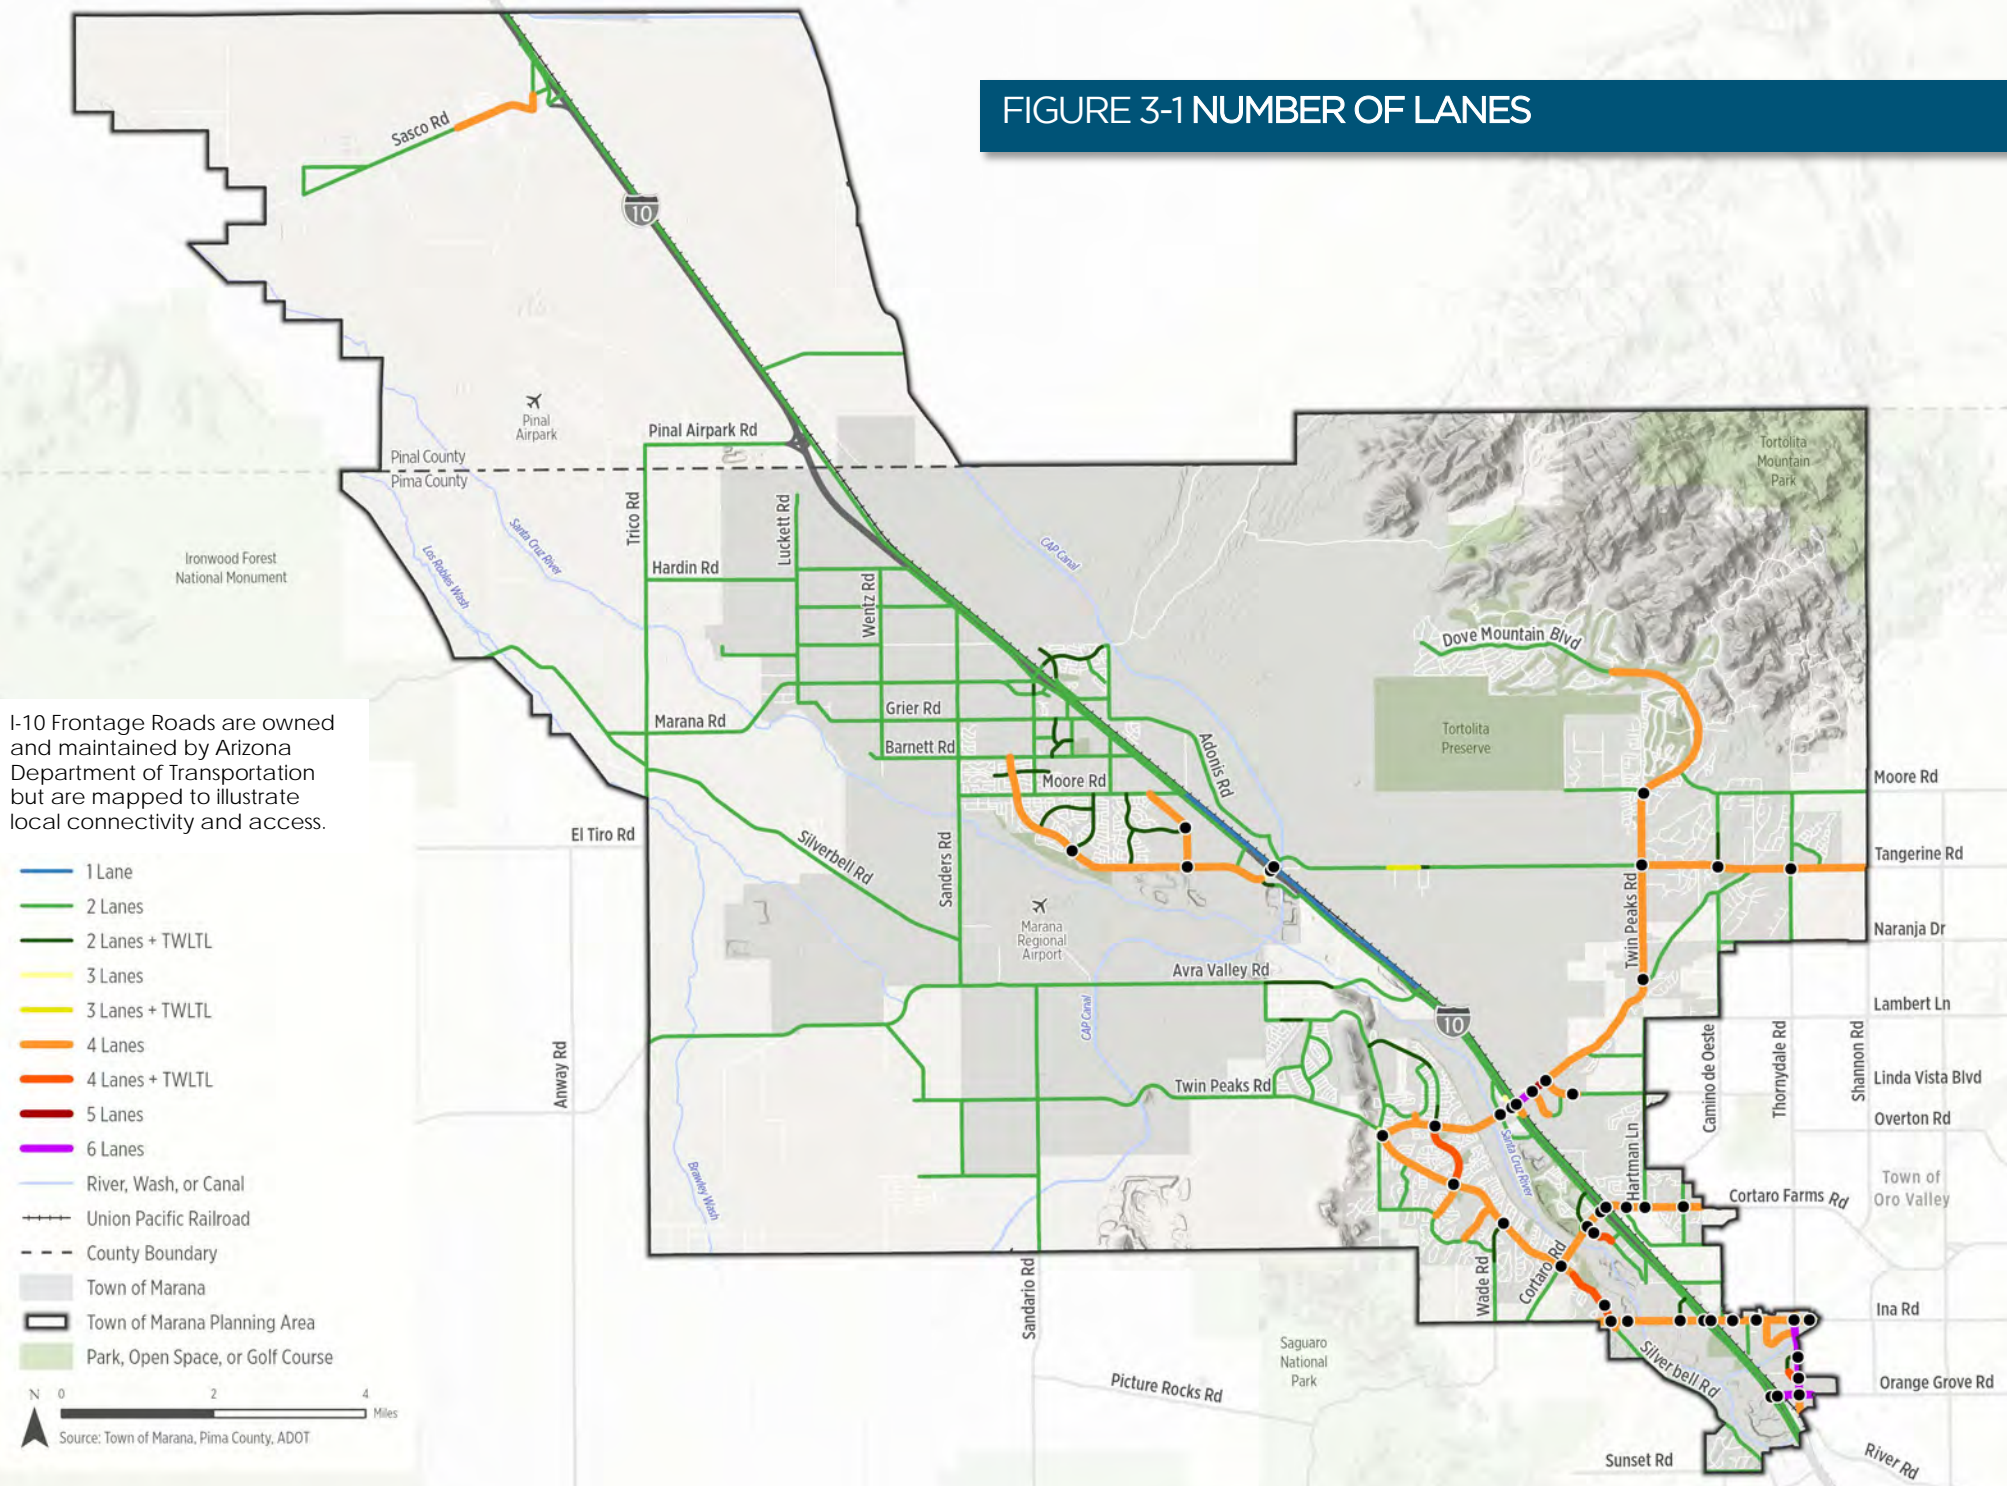 FIGURE 3-1 NUMBER OF LANES
Sasco Rd
10
Pinal
Airpark
Pinal Airpark Rd
Pinal County
Pima County
Tortolita
Mountain
Park
Trico Rd
Luckett Rd
Santa Cruz River
Los Robles Wash
CAP Canal
Ironwood Forest
National Monument
Hardin Rd
Wentz Rd
Dove Mountain Blvd
I-10 Frontage Roads are owned
and maintained by Arizona
Department of Transportation
but are mapped to illustrate
local connectivity and access.
Marana Rd
Grier Rd
Barnett Rd
Adonis Rd
Tortolita
Preserve
Moore Rd
Moore Rd
El Tiro Rd
Silverbell Rd
Sanders Rd
Tangerine Rd
Twin Peaks Rd
Marana
Regional
Airport
Naranja Dr
Avra Valley Rd
CAP Canal
10
Lambert Ln
Anway Rd
Camino de Oeste
Thornydale Rd
Shannon Rd
Twin Peaks Rd
Linda Vista Blvd
Overton Rd
Santa Cruz River
Hartman Ln
Brawley Wash
Town of
Oro Valley
Cortaro Farms Rd
Sandario Rd
Wade Rd
Cortaro Rd
Ina Rd
Saguaro
National
Park
Silverbell Rd
Picture Rocks Rd
Orange Grove Rd
Sunset Rd
River Rd
1 Lane
2 Lanes
2 Lanes + TWLTL
3 Lanes
3 Lanes + TWLTL
4 Lanes
4 Lanes + TWLTL
5 Lanes
6 Lanes
River, Wash, or Canal
Union Pacific Railroad
County Boundary
Town of Marana
Town of Marana Planning Area
Park, Open Space, or Golf Course
N 0 2 4
Miles
Source: Town of Marana, Pima County, ADOT